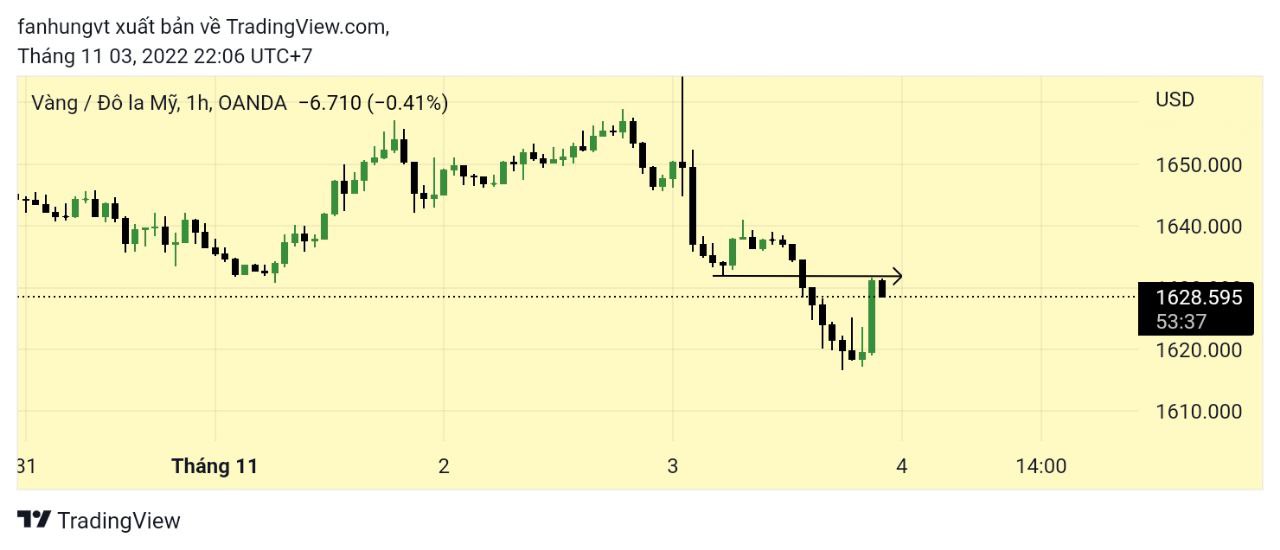 fanhungvt xuất bản về TradingView.com,
Tháng 11 03, 2022 22:06 UTC+7
Vàng / Đô la Mỹ, 1h, OANDA −6.710 (−0.41%)
USD
1650.000
1640.000
1628.595
53:37
1620.000
1610.000
31 Tháng 11 2 3 4 14:00
TradingView